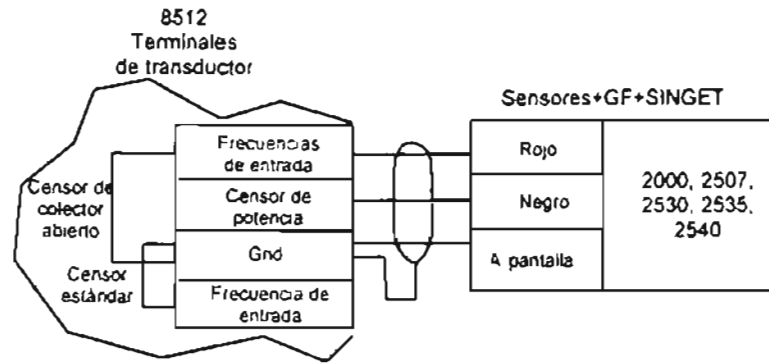 8512
Terminales
de transductor
Sensores+GF+SINGET
Frecuencias
de entrada
Rojo
Censor de
colector
abierto
Censor de
potencia
Negro
2000, 2507,
2530, 2535,
2540
Gnd
A pantalla
Censor
estándar
Frecuencia de
entrada